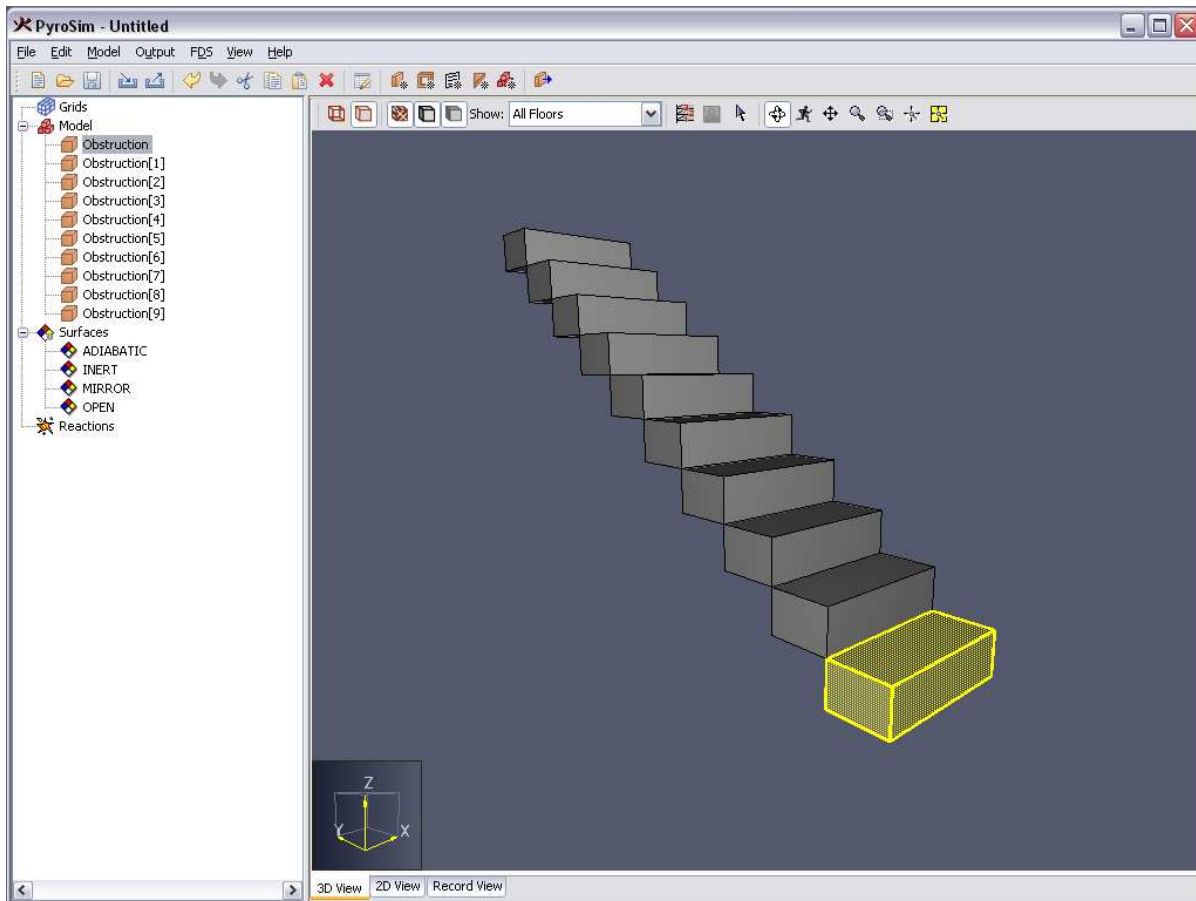 PyroSim - Untitled
File Edit Model Output FDS View Help
Show: All Floors
Grids
Model
Obstruction
Obstruction[1]
Obstruction[2]
Obstruction[3]
Obstruction[4]
Obstruction[5]
Obstruction[6]
Obstruction[7]
Obstruction[8]
Obstruction[9]
Surfaces
ADIABATIC
INERT
MIRROR
OPEN
Reactions
Z
Y X
3D View 2D View Record View